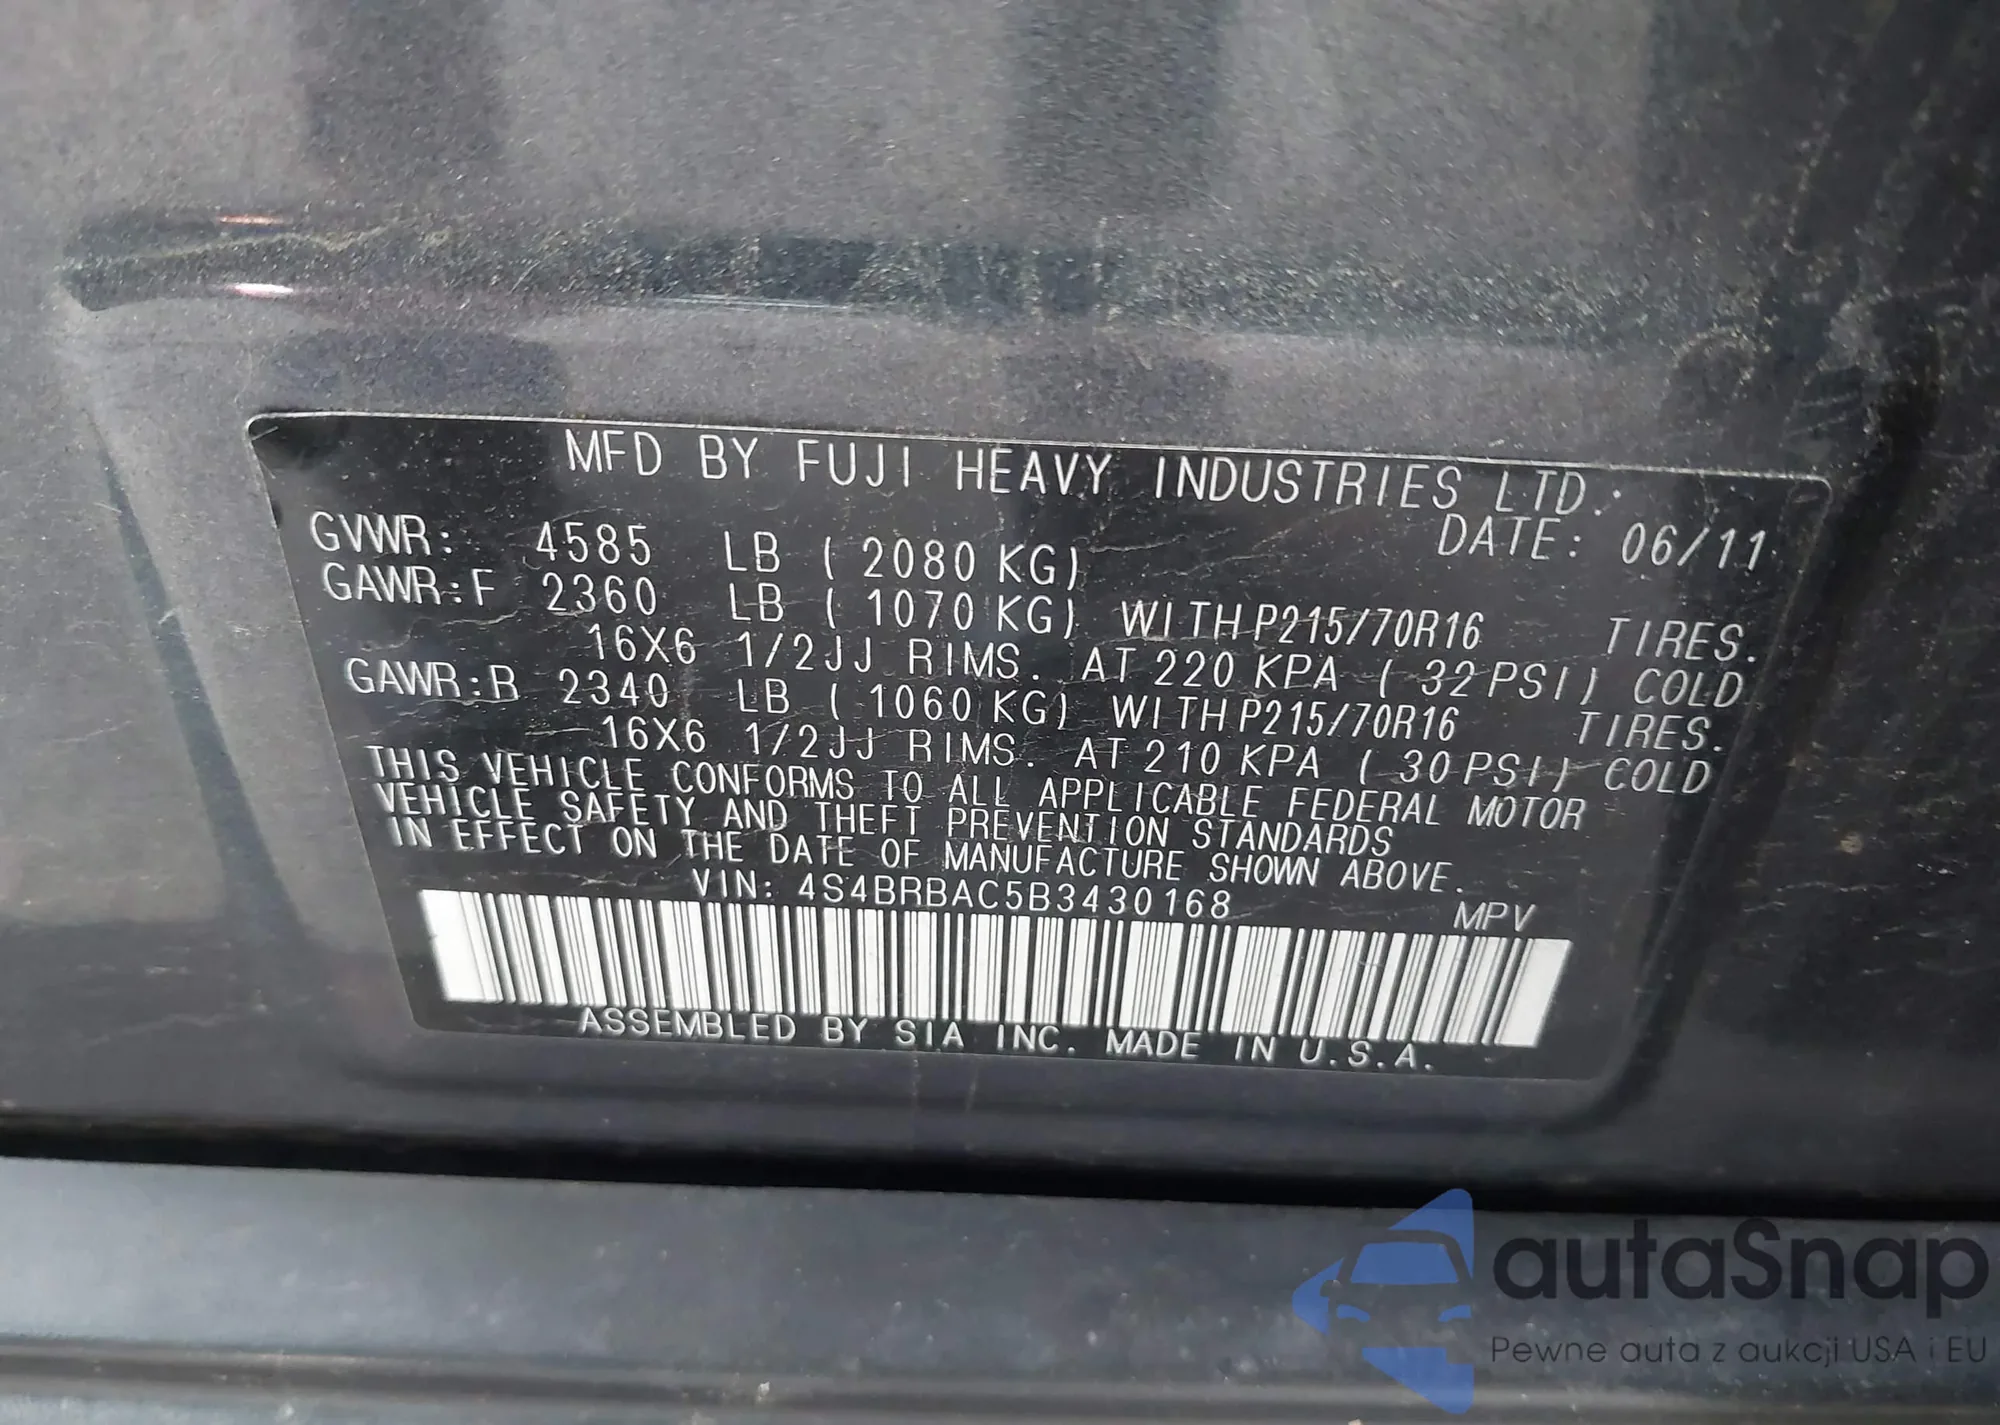 MFD BY FUJI HEAVY INDUSTRIES LTD.
DATE: 06/11
GVWR: 4585 LB ( 2080 KG)
GAWR:F 2360 LB ( 1070 KG) WITH P215/70R16 TIRES.
16X6 1/2JJ RIMS. AT 220 KPA ( 32 PSI) COLD
GAWR:R 2340 LB ( 1060 KG) WITH P215/70R16 TIRES.
16X6 1/2JJ RIMS. AT 210 KPA ( 30 PSI) COLD
THIS VEHICLE CONFORMS TO ALL APPLICABLE FEDERAL MOTOR
VEHICLE SAFETY AND THEFT PREVENTION STANDARDS
IN EFFECT ON THE DATE OF MANUFACTURE SHOWN ABOVE.
VIN: 4S4BRBAC5B3430168 MPV
ASSEMBLED BY SIA INC. MADE IN U.S.A.
autaSnap
Pewne auta z aukcji USA i EU